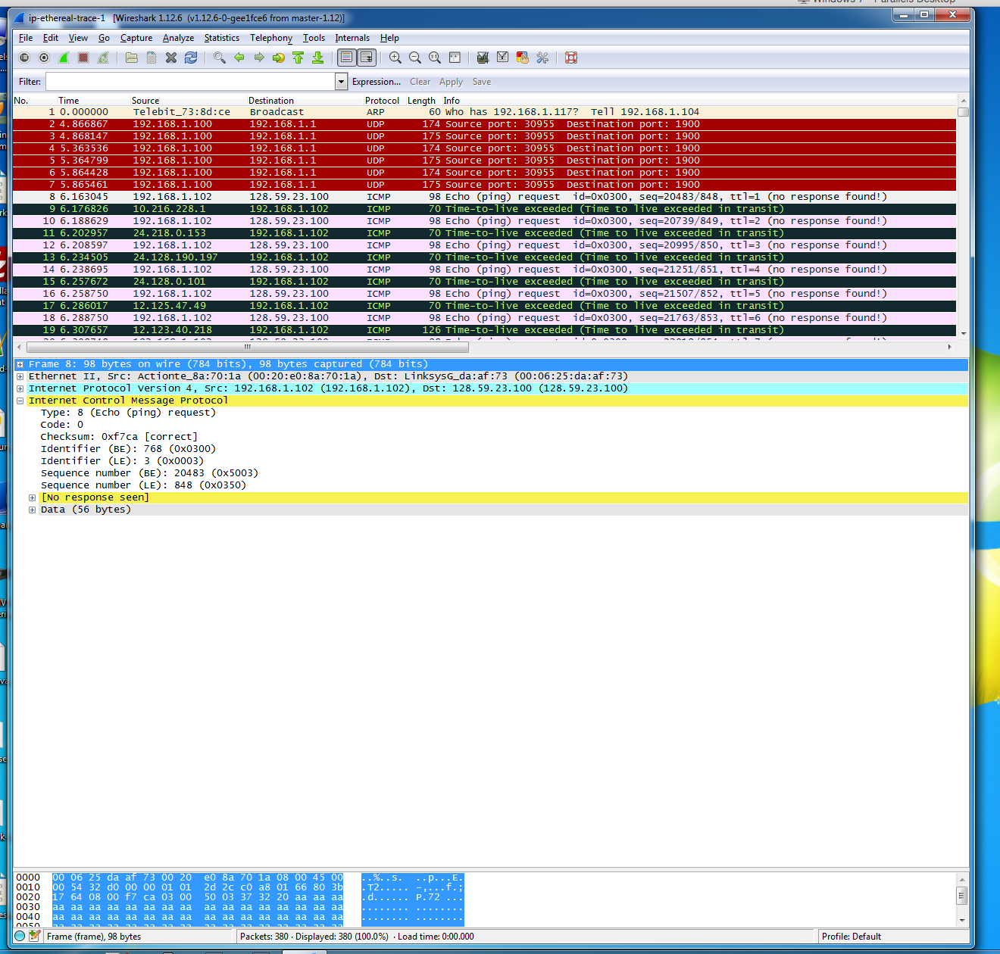 ip-ethereal-trace-1 [Wireshark 1.12.6 (v1.12.6-0-gee1fce6 from master-1.12)]
File Edit View Go Capture Analyze Statistics Telephony Tools Internals Help
Filter: Expression... Clear Apply Save
No. Time Source Destination Protocol Length Info
1 0.000000 Telebit_73:8d:ce Broadcast ARP 60 Who has 192.168.1.117? Tell 192.168.1.104
2 4.866867 192.168.1.100 192.168.1.1 UDP 174 Source port: 30955 Destination port: 1900
3 4.868147 192.168.1.100 192.168.1.1 UDP 175 Source port: 30955 Destination port: 1900
4 5.363536 192.168.1.100 192.168.1.1 UDP 174 Source port: 30955 Destination port: 1900
5 5.364799 192.168.1.100 192.168.1.1 UDP 175 Source port: 30955 Destination port: 1900
6 5.864428 192.168.1.100 192.168.1.1 UDP 174 Source port: 30955 Destination port: 1900
7 5.865461 192.168.1.100 192.168.1.1 UDP 175 Source port: 30955 Destination port: 1900
8 6.163045 192.168.1.102 128.59.23.100 ICMP 98 Echo (ping) request id=0x0300, seq=20483/848, ttl=1 (no response found!)
9 6.176826 10.216.228.1 192.168.1.102 ICMP 70 Time-to-live exceeded (Time to live exceeded in transit)
10 6.188629 192.168.1.102 128.59.23.100 ICMP 98 Echo (ping) request id=0x0300, seq=20739/849, ttl=2 (no response found!)
11 6.202957 24.218.0.153 192.168.1.102 ICMP 70 Time-to-live exceeded (Time to live exceeded in transit)
12 6.208597 192.168.1.102 128.59.23.100 ICMP 98 Echo (ping) request id=0x0300, seq=20995/850, ttl=3 (no response found!)
13 6.234505 24.128.190.197 192.168.1.102 ICMP 70 Time-to-live exceeded (Time to live exceeded in transit)
14 6.238695 192.168.1.102 128.59.23.100 ICMP 98 Echo (ping) request id=0x0300, seq=21251/851, ttl=4 (no response found!)
15 6.257672 24.128.0.101 192.168.1.102 ICMP 70 Time-to-live exceeded (Time to live exceeded in transit)
16 6.258750 192.168.1.102 128.59.23.100 ICMP 98 Echo (ping) request id=0x0300, seq=21507/852, ttl=5 (no response found!)
17 6.286017 12.125.47.49 192.168.1.102 ICMP 70 Time-to-live exceeded (Time to live exceeded in transit)
18 6.288750 192.168.1.102 128.59.23.100 ICMP 98 Echo (ping) request id=0x0300, seq=21763/853, ttl=6 (no response found!)
19 6.307657 12.123.40.218 192.168.1.102 ICMP 126 Time-to-live exceeded (Time to live exceeded in transit)
Frame 8: 98 bytes on wire (784 bits), 98 bytes captured (784 bits)
Ethernet II, Src: Actionte_8a:70:1a (00:20:e0:8a:70:1a), Dst: LinksysG_da:af:73 (00:06:25:da:af:73)
Internet Protocol Version 4, Src: 192.168.1.102 (192.168.1.102), Dst: 128.59.23.100 (128.59.23.100)
Internet Control Message Protocol
Type: 8 (Echo (ping) request)
Code: 0
Checksum: 0xf7ca [correct]
Identifier (BE): 768 (0x0300)
Identifier (LE): 3 (0x0003)
Sequence number (BE): 20483 (0x5003)
Sequence number (LE): 848 (0x0350)
[No response seen]
Data (56 bytes)
0000 00 06 25 da af 73 00 20 e0 8a 70 1a 08 00 45 00 ..%..s. ..p...E.
0010 00 54 32 d0 00 00 01 01 2d 2c c0 a8 01 66 80 3b .T2..... -,...f.;
0020 17 64 08 00 f7 ca 03 00 50 03 37 32 20 aa aa aa .d...... P.72 ...
0030 aa aa aa aa aa aa aa aa aa aa aa aa aa aa aa aa ........ ........
0040 aa aa aa aa aa aa aa aa aa aa aa aa aa aa aa aa ........ ........
Frame (frame), 98 bytes Packets: 380 · Displayed: 380 (100.0%) · Load time: 0:00.000 Profile: Default